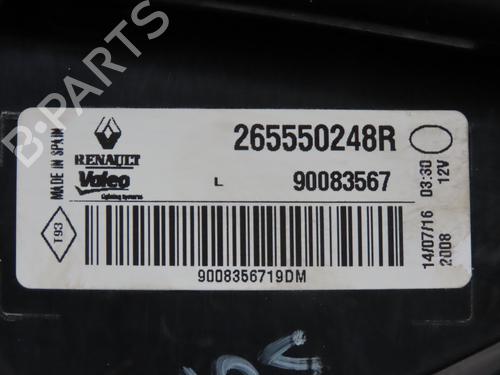 B-PARTS
MADE IN SPAIN
RENAULT
Valeo
Lighting Systems
265550248R
L
90083567
T93
9008356719DM
14/07/16 03:30
2008 12V